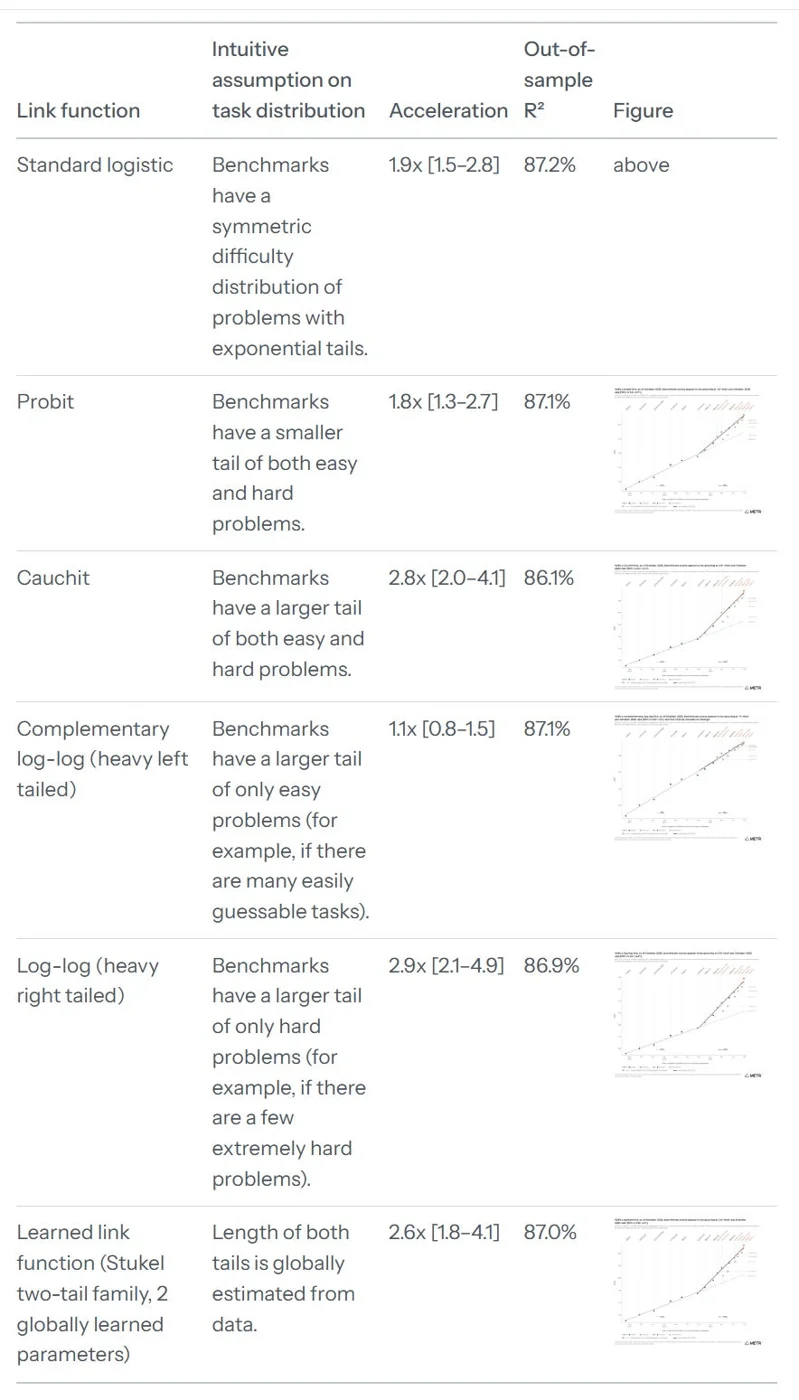 Link function
Intuitive
assumption on
task distribution
Acceleration
Out-of-
sample
R²
Figure
Standard logistic
Benchmarks
have a
symmetric
difficulty
distribution of
problems with
exponential tails.
1.9x [1.5–2.8]
87.2%
above
Probit
Benchmarks
have a smaller
tail of both easy
and hard
problems.
1.8x [1.3–2.7]
87.1%
METR
Cauchit
Benchmarks
have a larger tail
of both easy and
hard problems.
2.8x [2.0–4.1]
86.1%
METR
Complementary
log-log (heavy left
tailed)
Benchmarks
have a larger tail
of only easy
problems (for
example, if there
are many easily
guessable tasks).
1.1x [0.8–1.5]
87.1%
METR
Log-log (heavy
right tailed)
Benchmarks
have a larger tail
of only hard
problems (for
example, if there
are a few
extremely hard
problems).
2.9x [2.1–4.9]
86.9%
METR
Learned link
function (Stukel
two-tail family, 2
globally learned
parameters)
Length of both
tails is globally
estimated from
data.
2.6x [1.8–4.1]
87.0%
METR